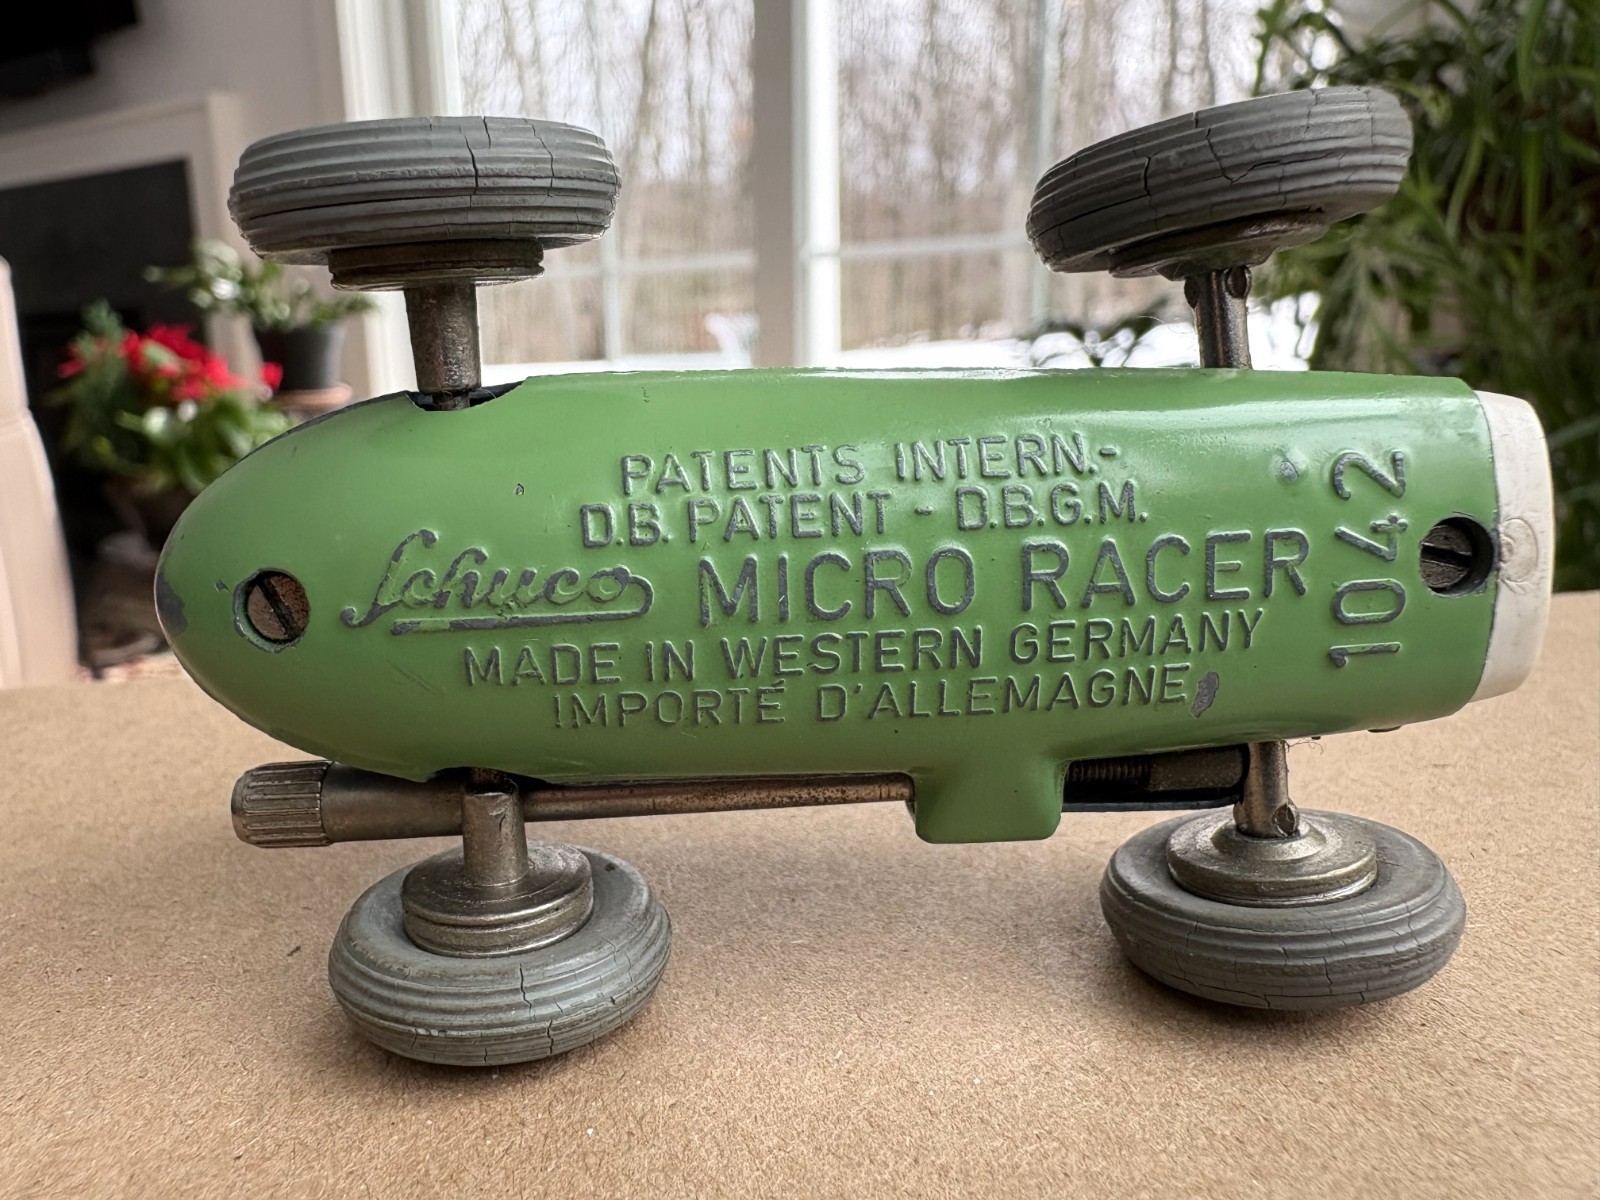 PATENTS INTERN.-
D.B. PATENT - D.B.G.M.
Schuco MICRO RACER
MADE IN WESTERN GERMANY
IMPORTÉ D'ALLEMAGNE
1042